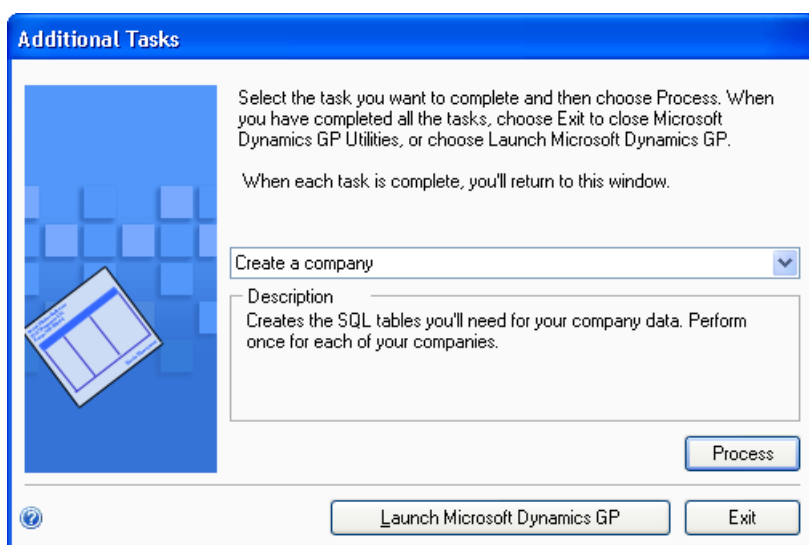 Additional Tasks
Select the task you want to complete and then choose Process. When
you have completed all the tasks, choose Exit to close Microsoft
Dynamics GP Utilities, or choose Launch Microsoft Dynamics GP.
When each task is complete, you'll return to this window.
Create a company
Description
Creates the SQL tables you'll need for your company data. Perform
once for each of your companies.
Process
Launch Microsoft Dynamics GP
Exit